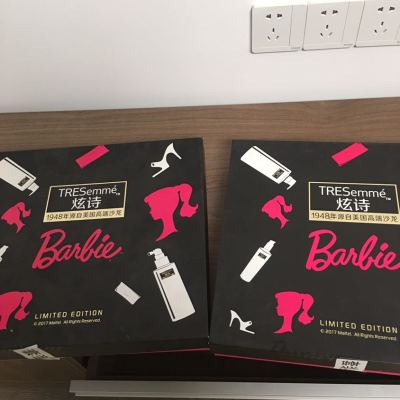 TRESemmé™
炫诗
1948年源自美国高端沙龙
Barbie
LIMITED EDITION
© 2017 Mattel. All Rights Reserved.
TRESemmé™
炫诗
1948年源自美国高端沙龙
Barbie
LIMITED EDITION
© 2017 Mattel. All Rights Reserved.